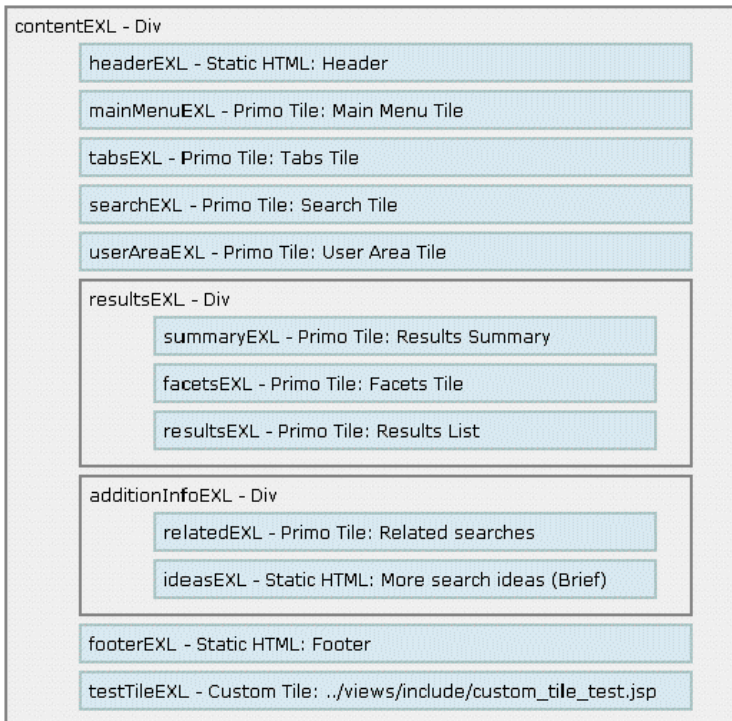 contentEXL - Div
headerEXL - Static HTML: Header
mainMenuEXL - Primo Tile: Main Menu Tile
tabsEXL - Primo Tile: Tabs Tile
searchEXL - Primo Tile: Search Tile
userAreaEXL - Primo Tile: User Area Tile
resultsEXL - Div
summaryEXL - Primo Tile: Results Summary
facetsEXL - Primo Tile: Facets Tile
resultsEXL - Primo Tile: Results List
additionInfoEXL - Div
relatedEXL - Primo Tile: Related searches
ideasEXL - Static HTML: More search ideas (Brief)
footerEXL - Static HTML: Footer
testTileEXL - Custom Tile: ../views/include/custom_tile_test.jsp